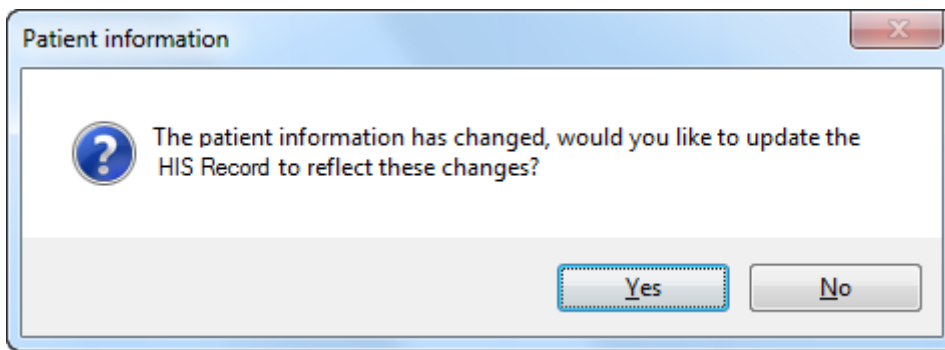 Patient information
The patient information has changed, would you like to update the
HIS Record to reflect these changes?
Yes
No